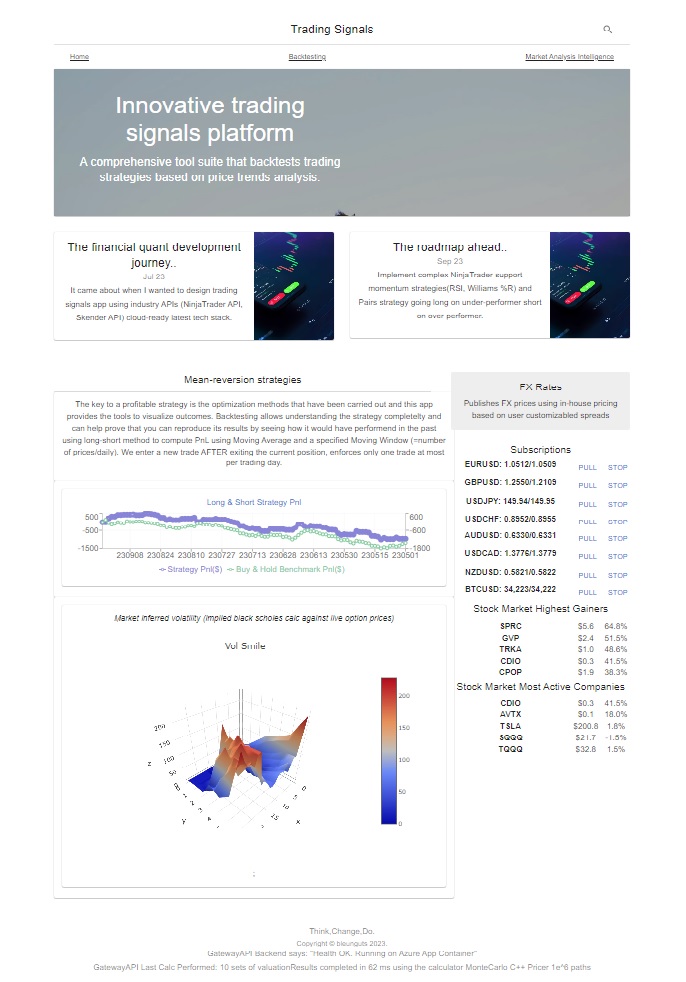 Trading Signals
Home
Backtesting
Market Analysis Intelligence
Innovative trading
signals platform
A comprehensive tool suite that backtests trading
strategies based on price trends analysis.
The financial quant development
journey..
Jul 23
It came about when I wanted to design trading
signals app using industry APIs (NinjaTrader API,
Skender API) cloud-ready latest tech stack.
The roadmap ahead..
Sep 23
Implement complex NinjaTrader support
momentum strategies(RSI, Williams %R) and
Pairs strategy going long on under-performer short
on over performer.
Mean-reversion strategies
The key to a profitable strategy is the optimization methods that have been carried out and this app
provides the tools to visualize outcomes. Backtesting allows understanding the strategy completelty and
can help prove that you can reproduce its results by seeing how it would have performend in the past
using long-short method to compute PnL using Moving Average and a specified Moving Window (=number
of prices/daily). We enter a new trade AFTER exiting the current position, enforces only one trade at most
per trading day.
Long & Short Strategy Pnl
500
-500
-1500
600
-600
-1800
230908 230824 230810 230727 230713 230628 230613 230530 230515 230501
Strategy Pnl($) Buy & Hold Benchmark Pnl($)
Market inferred volatility (implied black scholes calc against live option prices)
Vol Smile
200
150
100
50
0
z
0
1
2
3
4
y
0
5
10
15
x
200
150
100
50
0
:
FX Rates
Publishes FX prices using in-house pricing
based on user customizabled spreads
Subscriptions
EURUSD: 1.0512/1.0509 PULL STOP
GBPUSD: 1.2550/1.2109 PULL STOP
USDJPY: 149.94/149.95 PULL STOP
USDCHF: 0.8952/0.8955 PULL STOP
AUDUSD: 0.6330/0.6331 PULL STOP
USDCAD: 1.3776/1.3779 PULL STOP
NZDUSD: 0.5821/0.5822 PULL STOP
BTCUSD: 34,223/34,222 PULL STOP
Stock Market Highest Gainers
SPRC $5.6 64.8%
GVP $2.4 51.5%
TRKA $1.0 48.6%
CDIO $0.3 41.5%
CPOP $1.9 38.3%
Stock Market Most Active Companies
CDIO $0.3 41.5%
AVTX $0.1 18.0%
TSLA $200.8 1.8%
SQQQ $21.7 -1.5%
TQQQ $32.8 1.5%
Think,Change,Do.
Copyright © bleunguts 2023.
GatewayAPI Backend says: "Health OK. Running on Azure App Container"
GatewayAPI Last Calc Performed: 10 sets of valuationResults completed in 62 ms using the calculator MonteCarlo C++ Pricer 1e^6 paths